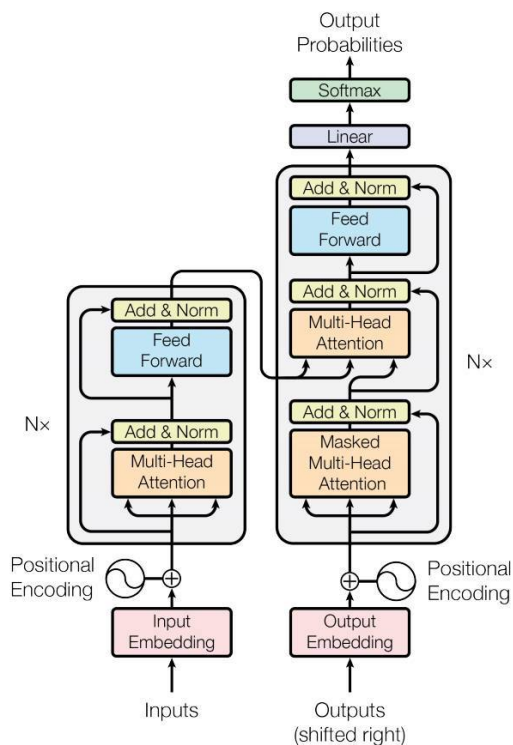 Output
Probabilities
Softmax
Linear
Add & Norm
Feed
Forward
Add & Norm
Multi-Head
Attention
N×
Add & Norm
Masked
Multi-Head
Attention
Add & Norm
Feed
Forward
N×
Add & Norm
Multi-Head
Attention
Positional
Encoding
Positional
Encoding
Input
Embedding
Output
Embedding
Inputs
Outputs
(shifted right)